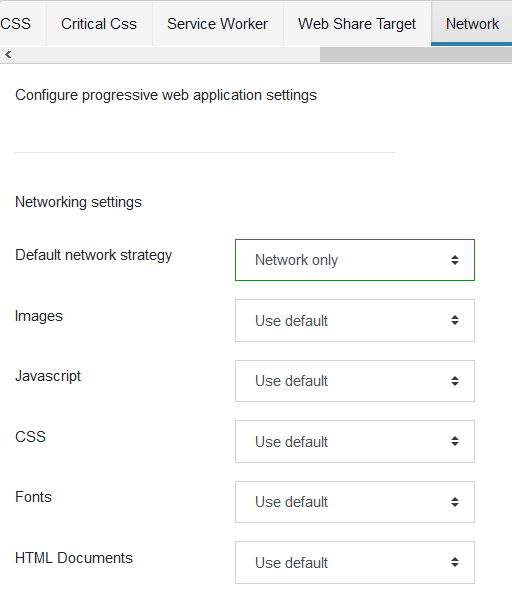 CSS Critical Css Service Worker Web Share Target Network
Configure progressive web application settings
Networking settings
Default network strategy Network only
Images Use default
Javascript Use default
CSS Use default
Fonts Use default
HTML Documents Use default